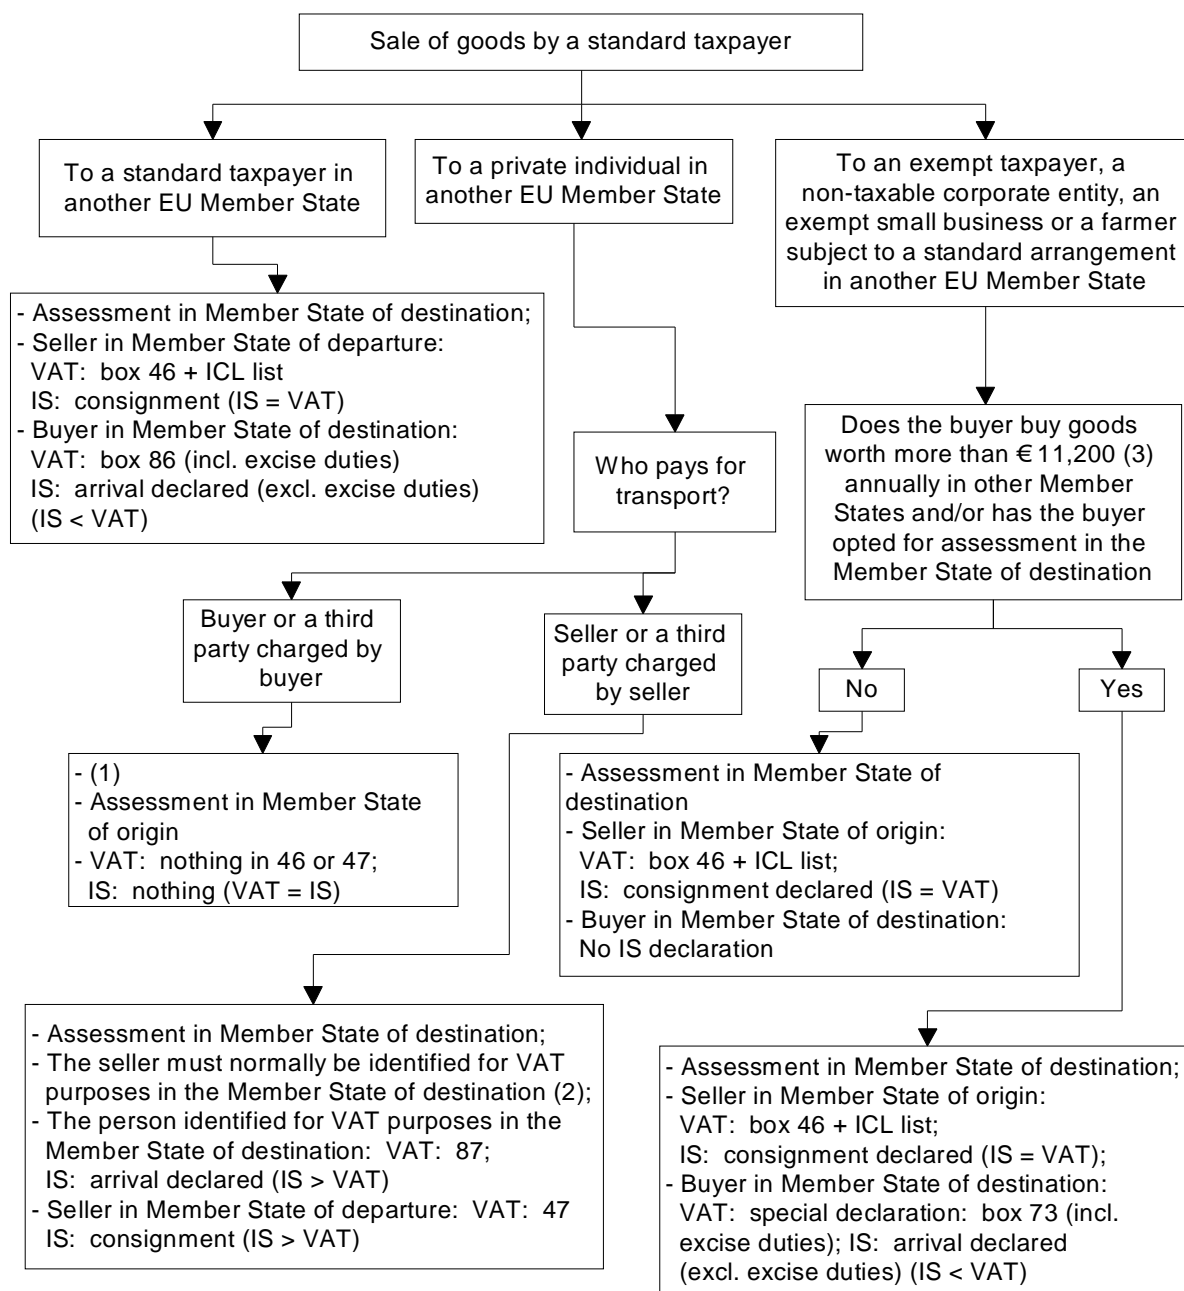 Sale of goods by a standard taxpayer
To a standard taxpayer in
another EU Member State
To a private individual in
another EU Member State
To an exempt taxpayer, a
non-taxable corporate entity, an
exempt small business or a farmer
subject to a standard arrangement
in another EU Member State
- Assessment in Member State of destination;
- Seller in Member State of departure:
VAT: box 46 + ICL list
IS: consignment (IS = VAT)
- Buyer in Member State of destination:
VAT: box 86 (incl. excise duties)
IS: arrival declared (excl. excise duties)
(IS < VAT)
Who pays for
transport?
Does the buyer buy goods
worth more than € 11,200 (3)
annually in other Member
States and/or has the buyer
opted for assessment in the
Member State of destination
Buyer or a third
party charged by
buyer
Seller or a third
party charged
by seller
No
Yes
- (1)
- Assessment in Member State
of origin
- VAT: nothing in 46 or 47;
IS: nothing (VAT = IS)
- Assessment in Member State of
destination
- Seller in Member State of origin:
VAT: box 46 + ICL list;
IS: consignment declared (IS = VAT)
- Buyer in Member State of destination:
No IS declaration
- Assessment in Member State of destination;
- The seller must normally be identified for VAT
purposes in the Member State of destination (2);
- The person identified for VAT purposes in the
Member State of destination: VAT: 87;
IS: arrival declared (IS > VAT)
- Seller in Member State of departure: VAT: 47
IS: consignment (IS > VAT)
- Assessment in Member State of destination;
- Seller in Member State of origin:
VAT: box 46 + ICL list;
IS: consignment declared (IS = VAT);
- Buyer in Member State of destination:
VAT: special declaration: box 73 (incl.
excise duties); IS: arrival declared
(excl. excise duties) (IS < VAT)